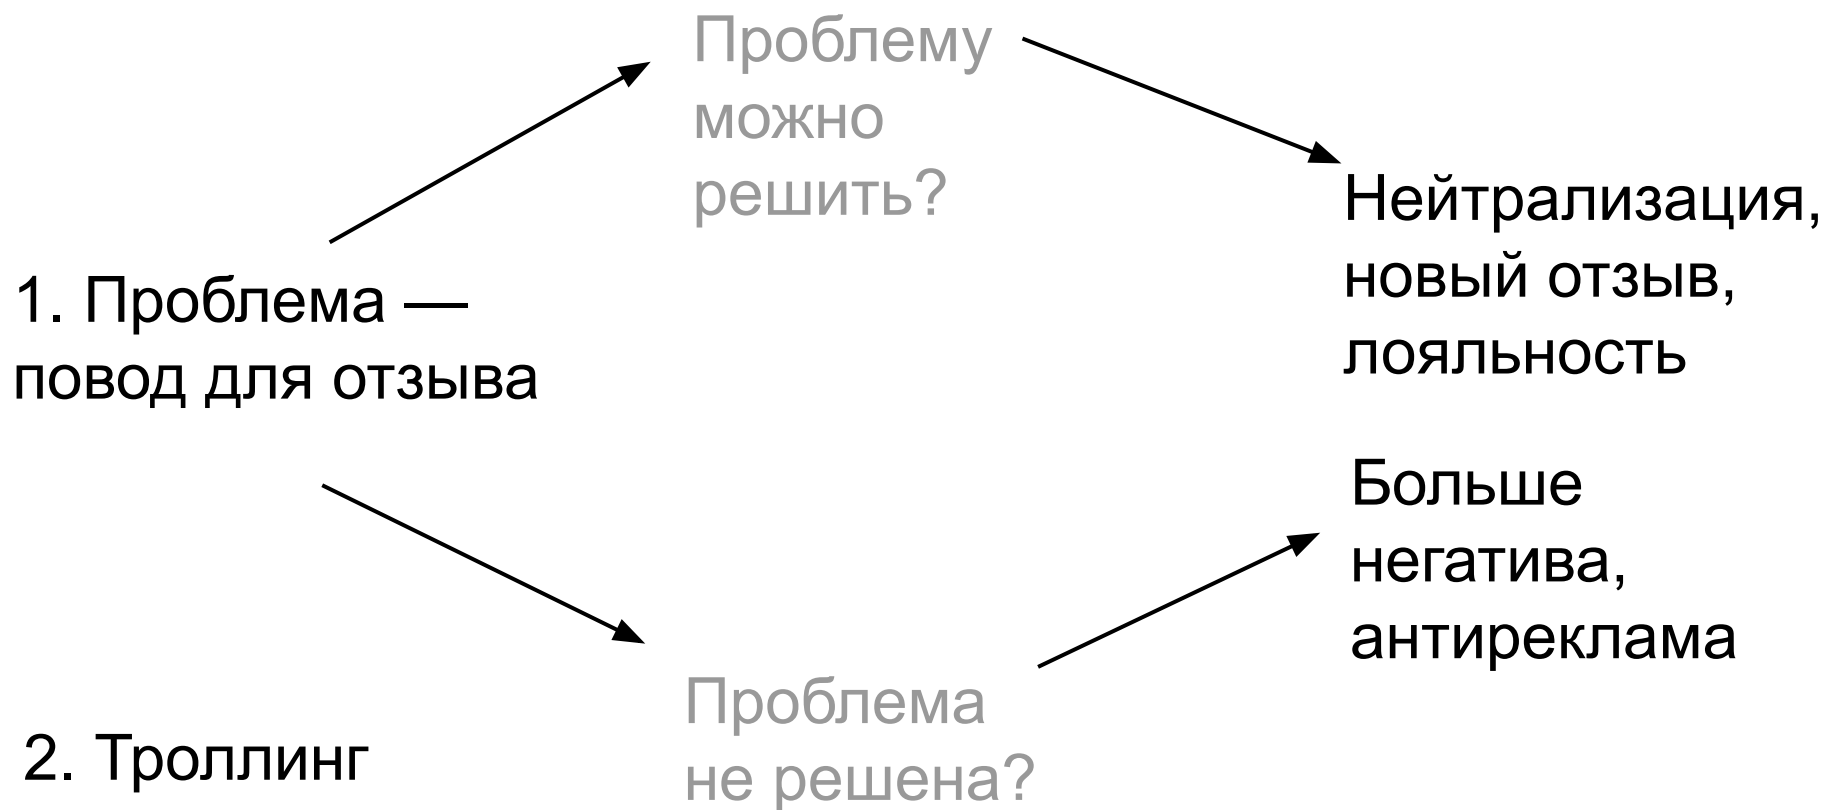 Проблему
можно
решить?
Нейтрализация,
новый отзыв,
лояльность
1. Проблема —
повод для отзыва
Больше
негатива,
антиреклама
Проблема
не решена?
2. Троллинг